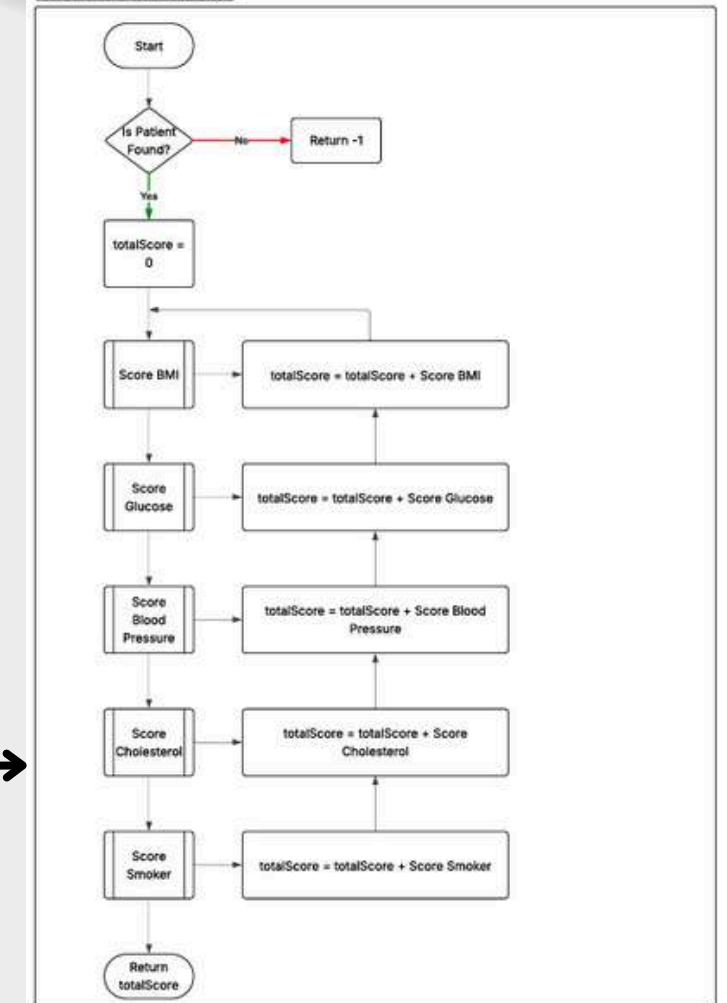 Start
Is Patient
Found?
No
Return -1
Yes
totalScore =
0
Score BMI
totalScore = totalScore + Score BMI
Score
Glucose
totalScore = totalScore + Score Glucose
Score
Blood
Pressure
totalScore = totalScore + Score Blood
Pressure
Score
Cholesterol
totalScore = totalScore + Score
Cholesterol
Score
Smoker
totalScore = totalScore + Score Smoker
Return
totalScore